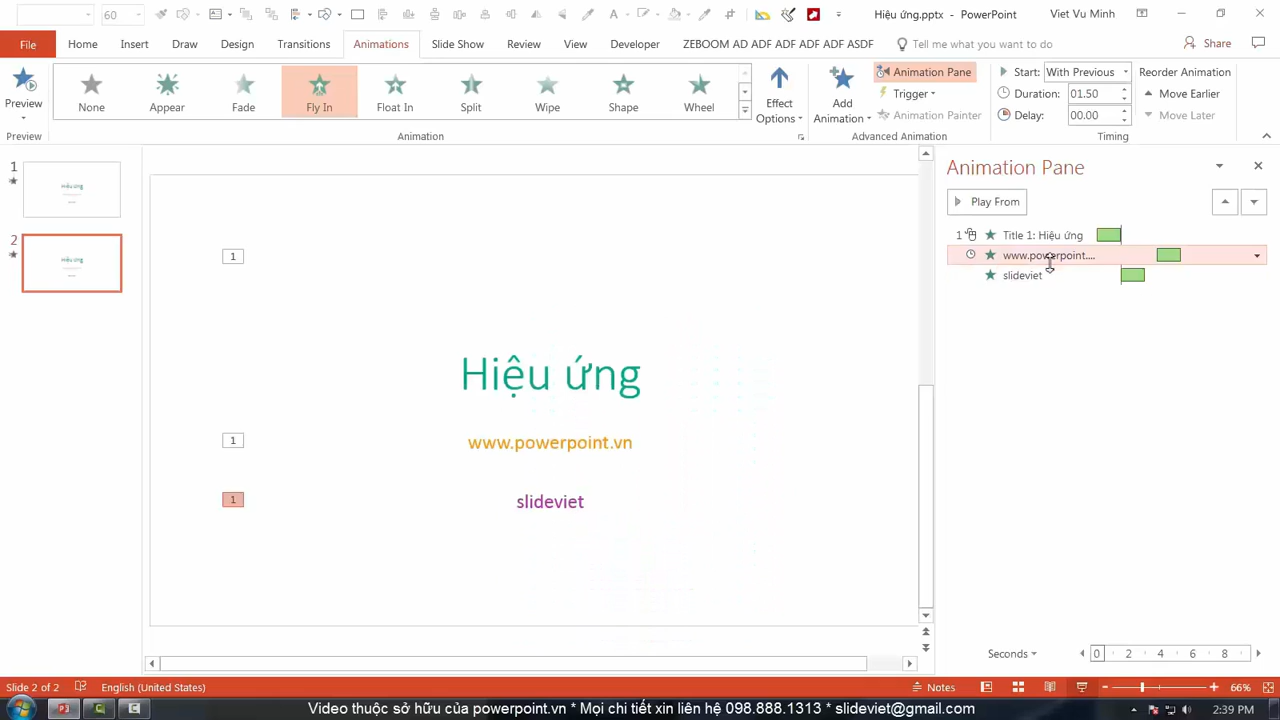 60
Hiệu ứng.pptx - PowerPoint
Viet Vu Minh
File
Home
Insert
Draw
Design
Transitions
Animations
Slide Show
Review
View
Developer
ZEBOOM AD ADF ADF ADF ADF ASDF
Tell me what you want to do
Share
Preview
None
Appear
Fade
Fly In
Float In
Split
Wipe
Shape
Wheel
Effect Options
Add Animation
Animation Pane
Trigger
Animation Painter
Start: With Previous
Duration: 01.50
Delay: 00.00
Reorder Animation
Move Earlier
Move Later
Preview
Animation
Advanced Animation
Timing
1
Hiệu ứng
2
Hiệu ứng
1
Hiệu ứng
1
www.powerpoint.vn
1
slideviet
Animation Pane
Play From
1 Title 1: Hiệu ứng
www.powerpoint....
slideviet
Seconds
0 2 4 6 8
Slide 2 of 2
English (United States)
Notes
66%
Video thuộc sở hữu của powerpoint.vn * Mọi chi tiết xin liên hệ 098.888.1313 * slideviet@gmail.com
2:39 PM